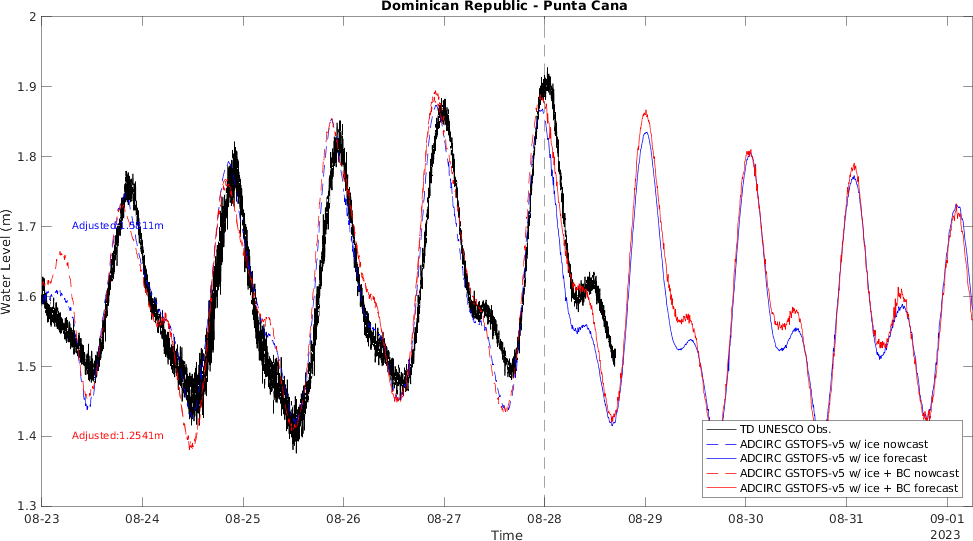 Dominican Republic - Punta Cana
Water Level (m)
2
1.9
1.8
1.7
1.6
1.5
1.4
1.3
Adjusted:1.5811m
Adjusted:1.2541m
TD UNESCO Obs.
ADCIRC GSTOFS-v5 w/ ice nowcast
ADCIRC GSTOFS-v5 w/ ice forecast
ADCIRC GSTOFS-v5 w/ ice + BC nowcast
ADCIRC GSTOFS-v5 w/ ice + BC forecast
08-23 08-24 08-25 08-26 08-27 08-28 08-29 08-30 08-31 09-01
2023
Time